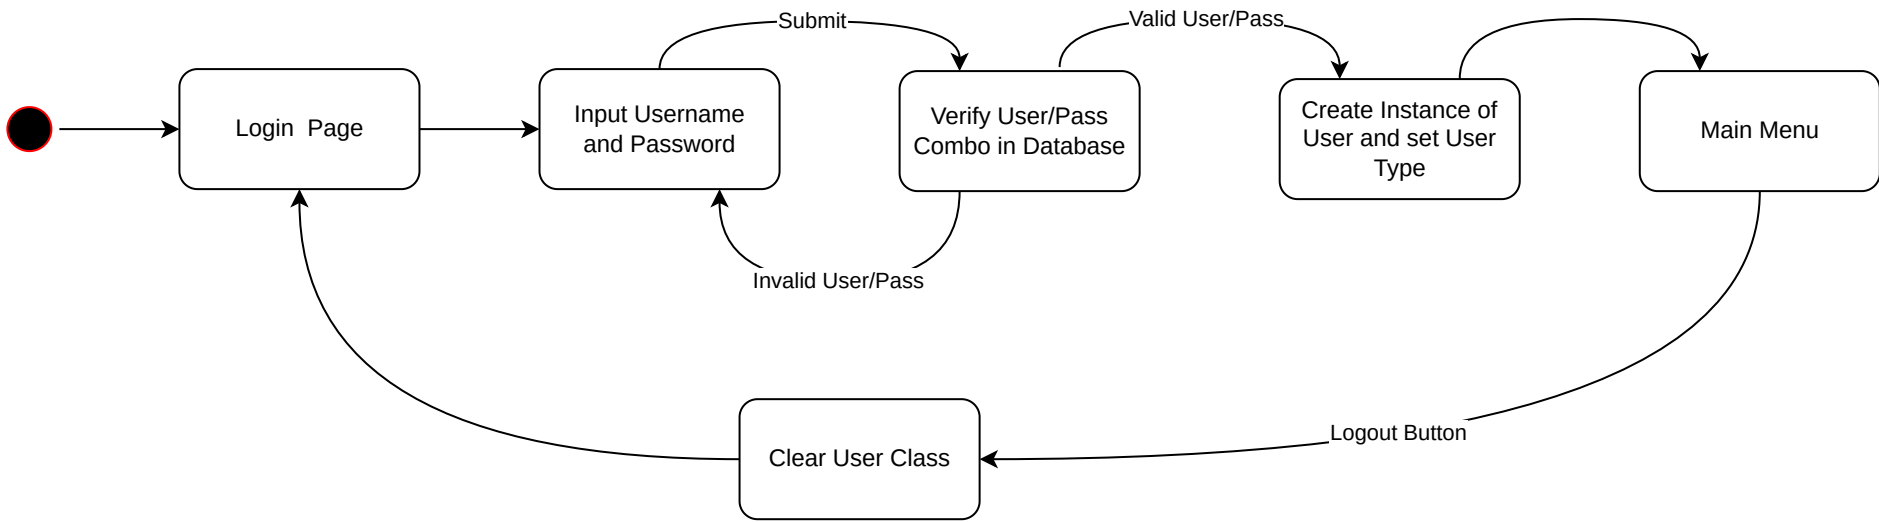 Submit
Valid User/Pass
Login  Page
Input Username
and Password
Verify User/Pass
Combo in Database
Create Instance of
User and set User
Type
Main Menu
Invalid User/Pass
Logout Button
Clear User Class